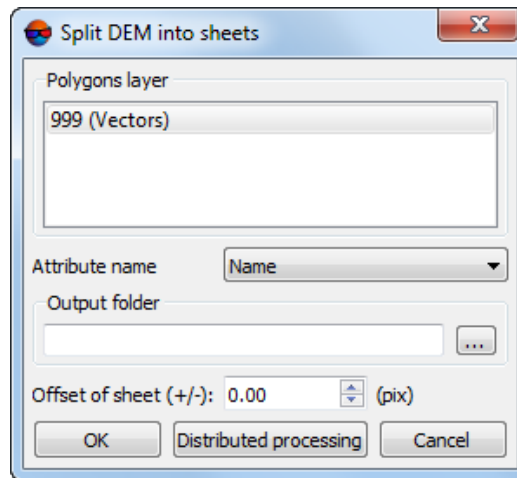 Split DEM into sheets
Polygons layer
999 (Vectors)
Attribute name Name
Output folder
...
Offset of sheet (+/-): 0.00 (pix)
OK Distributed processing Cancel